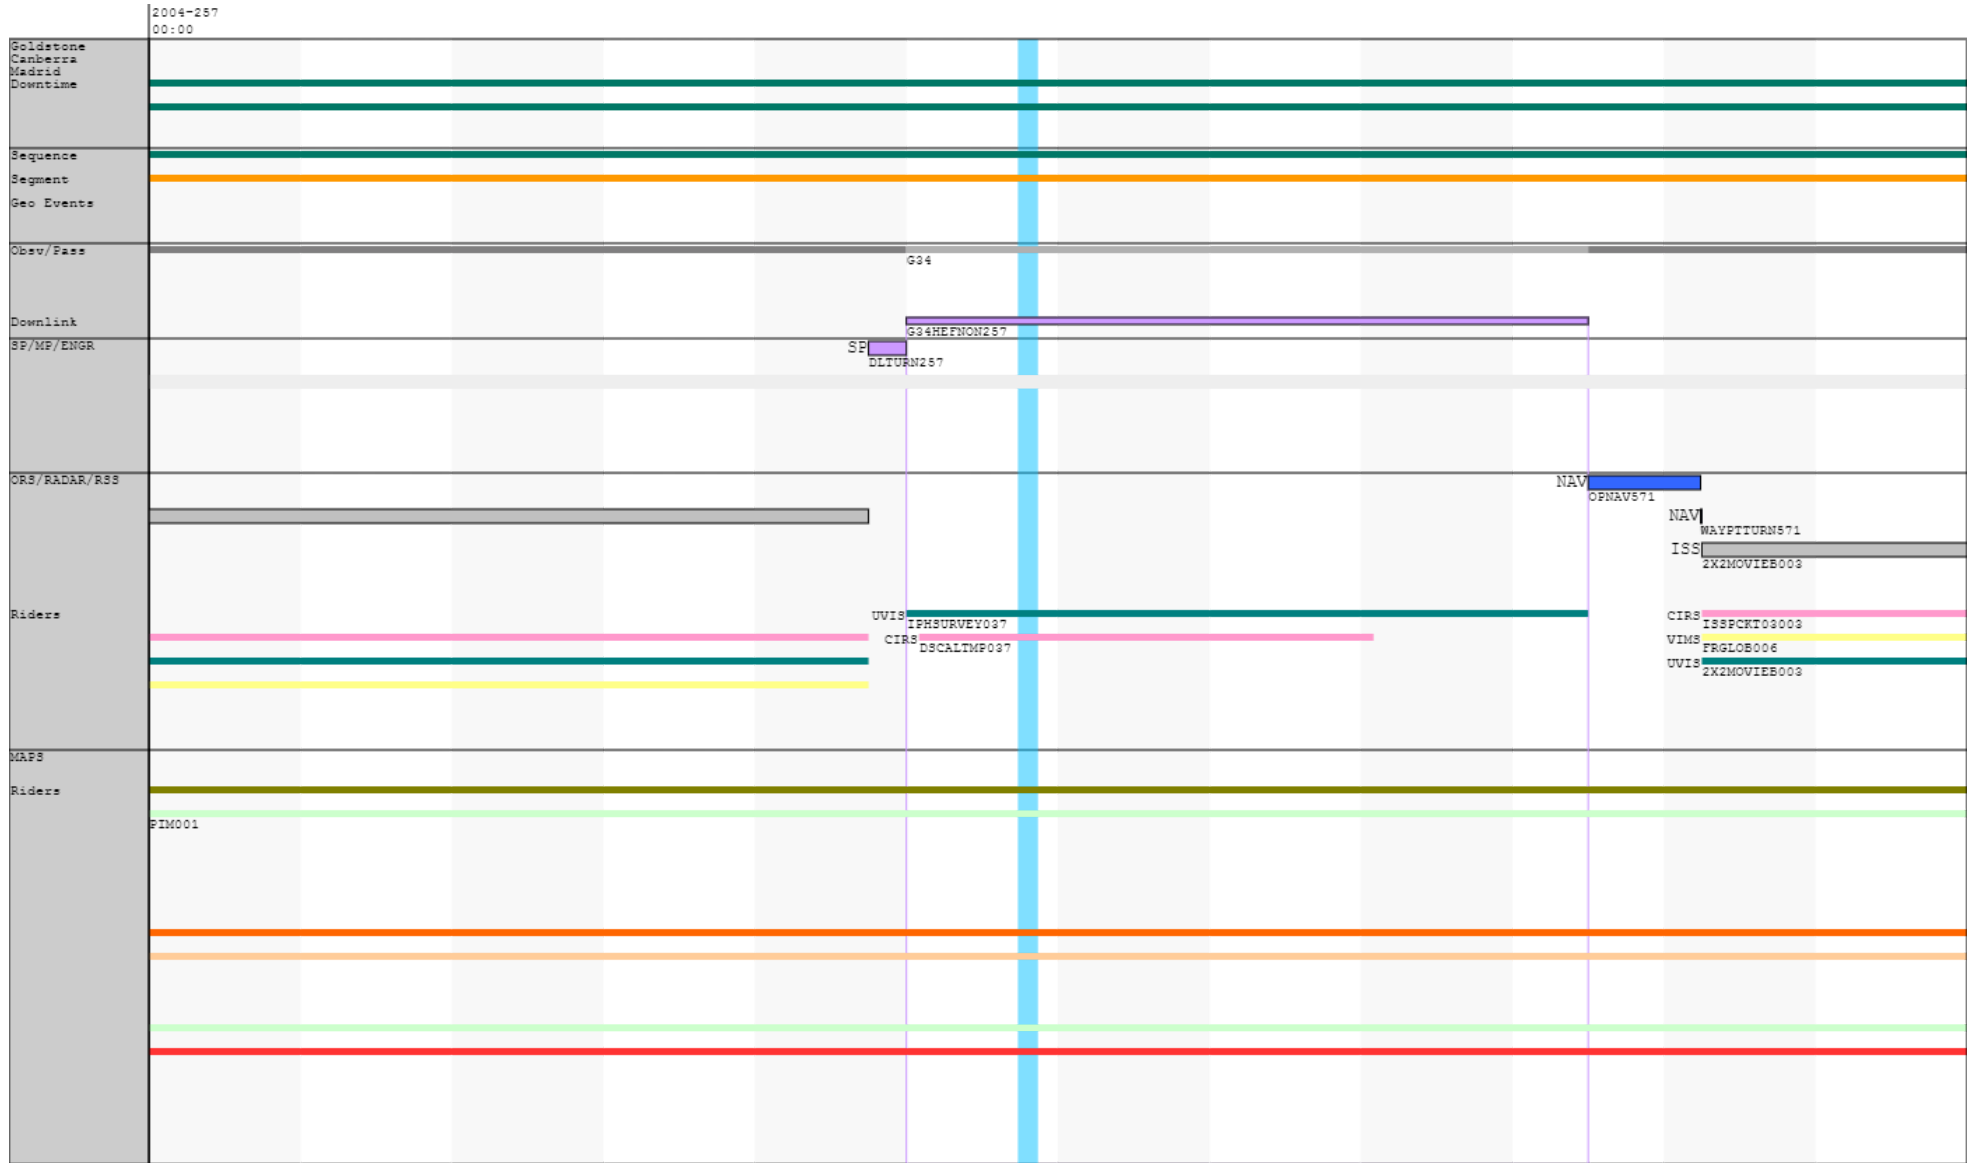 2004-257
00:00
Goldstone
Canberra
Madrid
Downtime
Sequence
Segment
Geo Events
Obsv/Pass
G34
Downlink
G34HEFNON257
SP/MP/ENGR
SP
DLTURN257
ORS/RADAR/RSS
NAV
OPNAV571
NAV
WAYPTTURN571
ISS
2X2MOVIEB003
Riders
UVIS
IPHSURVEY037
CIRS
ISSPCKT03003
CIRS
DSCALTMP037
VIMS
FRGLOB006
UVIS
2X2MOVIEB003
MAPS
Riders
PIM001